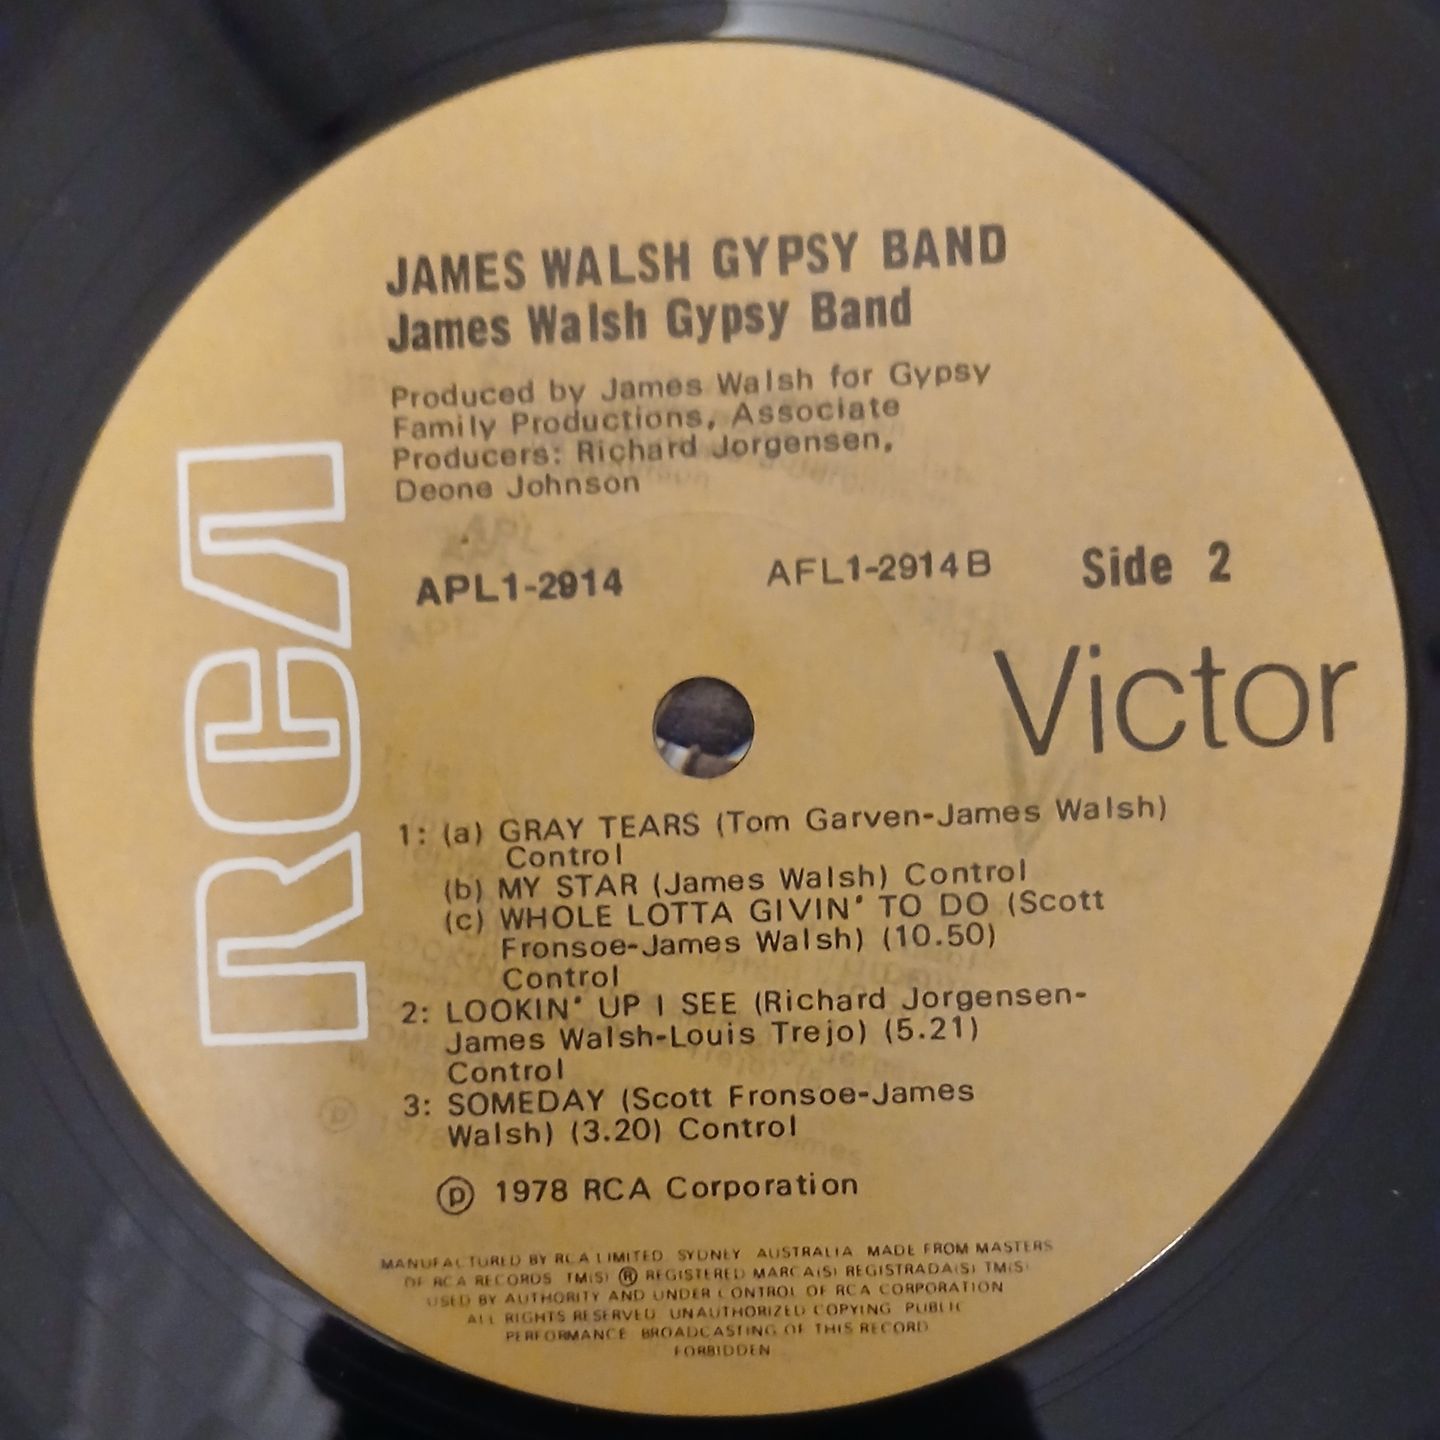 JAMES WALSH GYPSY BAND
James Walsh Gypsy Band
Produced by James Walsh for Gypsy
Family Productions, Associate
Producers: Richard Jorgensen,
Deone Johnson
RCA
APL1-2914 AFL1-2914B Side 2
Victor
1: (a) GRAY TEARS (Tom Garven-James Walsh)
Control
(b) MY STAR (James Walsh) Control
(c) WHOLE LOTTA GIVIN' TO DO (Scott
Fronsoe-James Walsh) (10.50)
Control
2: LOOKIN' UP I SEE (Richard Jorgensen-
James Walsh-Louis Trejo) (5.21)
Control
3: SOMEDAY (Scott Fronsoe-James
Walsh) (3.20) Control
℗ 1978 RCA Corporation
MANUFACTURED BY RCA LIMITED SYDNEY AUSTRALIA MADE FROM MASTERS
OF RCA RECORDS TM(S) ® REGISTERED MARCA(S) REGISTRADA(S) TM(S)
USED BY AUTHORITY AND UNDER CONTROL OF RCA CORPORATION
ALL RIGHTS RESERVED UNAUTHORIZED COPYING PUBLIC
PERFORMANCE BROADCASTING OF THIS RECORD
FORBIDDEN